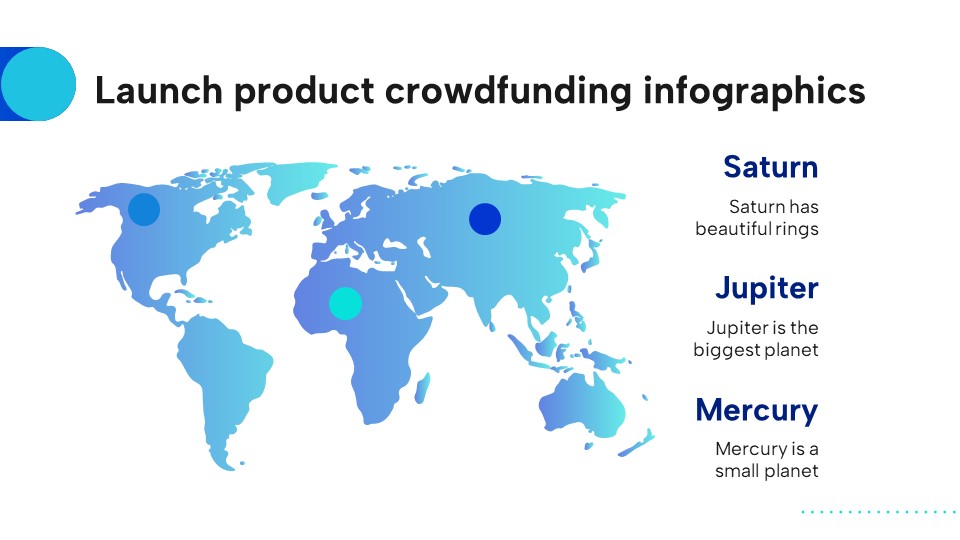 Launch product crowdfunding infographics
Saturn
Saturn has
beautiful rings
Jupiter
Jupiter is the
biggest planet
Mercury
Mercury is a
small planet